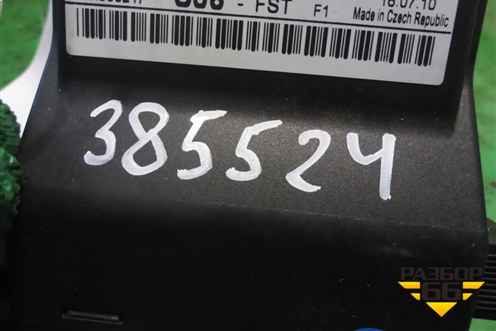 - FST F1
16.07.10
Made in Czech Republic
385524
РАЗБОР
66